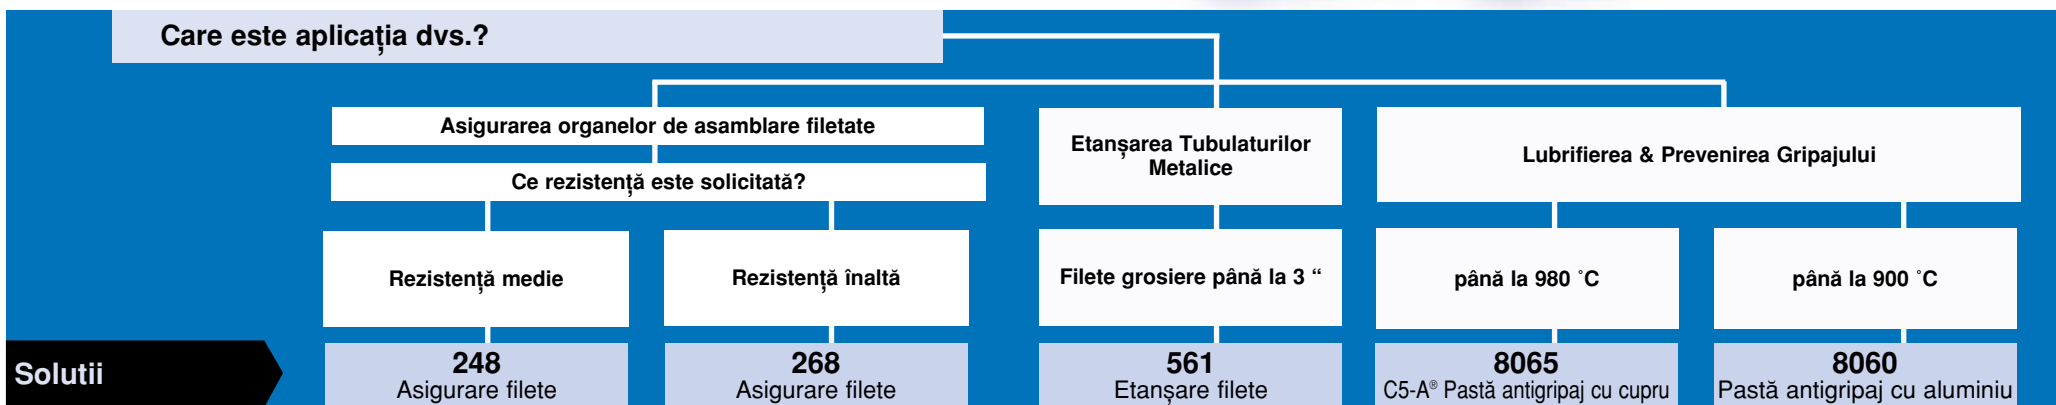 Care este aplicația dvs.?
Asigurarea organelor de asamblare filetate
Ce rezistență este solicitată?
Etanșarea Tubulaturilor
Metalice
Lubrifierea & Prevenirea Gripajului
Rezistență medie
Rezistență înaltă
Filete grosiere până la 3 “
până la 980 ˚C
până la 900 ˚C
Solutii
248
Asigurare filete
268
Asigurare filete
561
Etanșare filete
8065
C5-A® Pastă antigripaj cu cupru
8060
Pastă antigripaj cu aluminiu